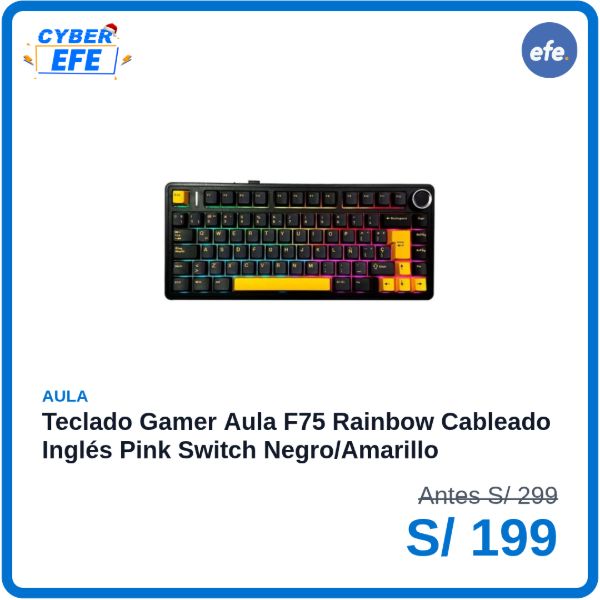 CYBER
EFE
efe.
AULA
Teclado Gamer Aula F75 Rainbow Cableado
Inglés Pink Switch Negro/Amarillo
Antes S/ 299
S/ 199